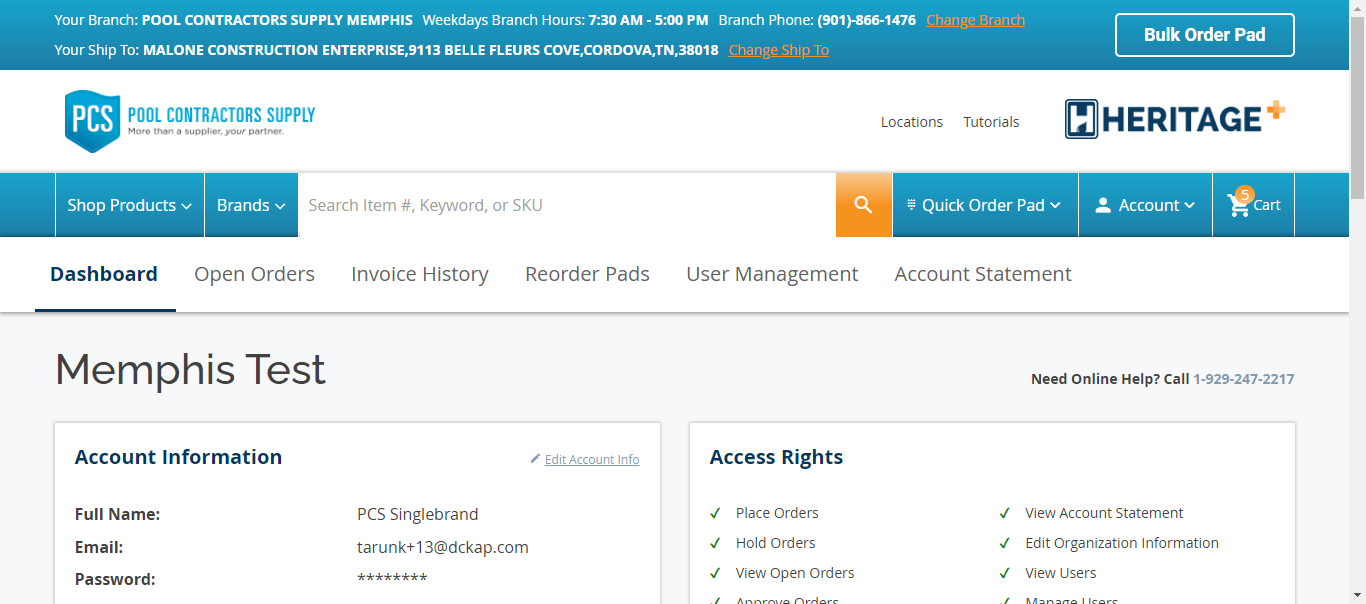 Your Branch: POOL CONTRACTORS SUPPLY MEMPHIS Weekdays Branch Hours: 7:30 AM - 5:00 PM Branch Phone: (901)-866-1476 Change Branch
Your Ship To: MALONE CONSTRUCTION ENTERPRISE,9113 BELLE FLEURS COVE,CORDOVA,TN,38018 Change Ship To
Bulk Order Pad
PCS POOL CONTRACTORS SUPPLY
More than a supplier, your partner.
Locations Tutorials
HERITAGE+
Shop Products Brands Search Item #, Keyword, or SKU Quick Order Pad Account 5 Cart
Dashboard Open Orders Invoice History Reorder Pads User Management Account Statement
Memphis Test
Need Online Help? Call 1-929-247-2217
Account Information Edit Account Info
Full Name: PCS Singlebrand
Email: tarunk+13@dckap.com
Password: ********
Access Rights
✓ Place Orders ✓ View Account Statement
✓ Hold Orders ✓ Edit Organization Information
✓ View Open Orders ✓ View Users
✓ Approve Orders ✓ Manage Users